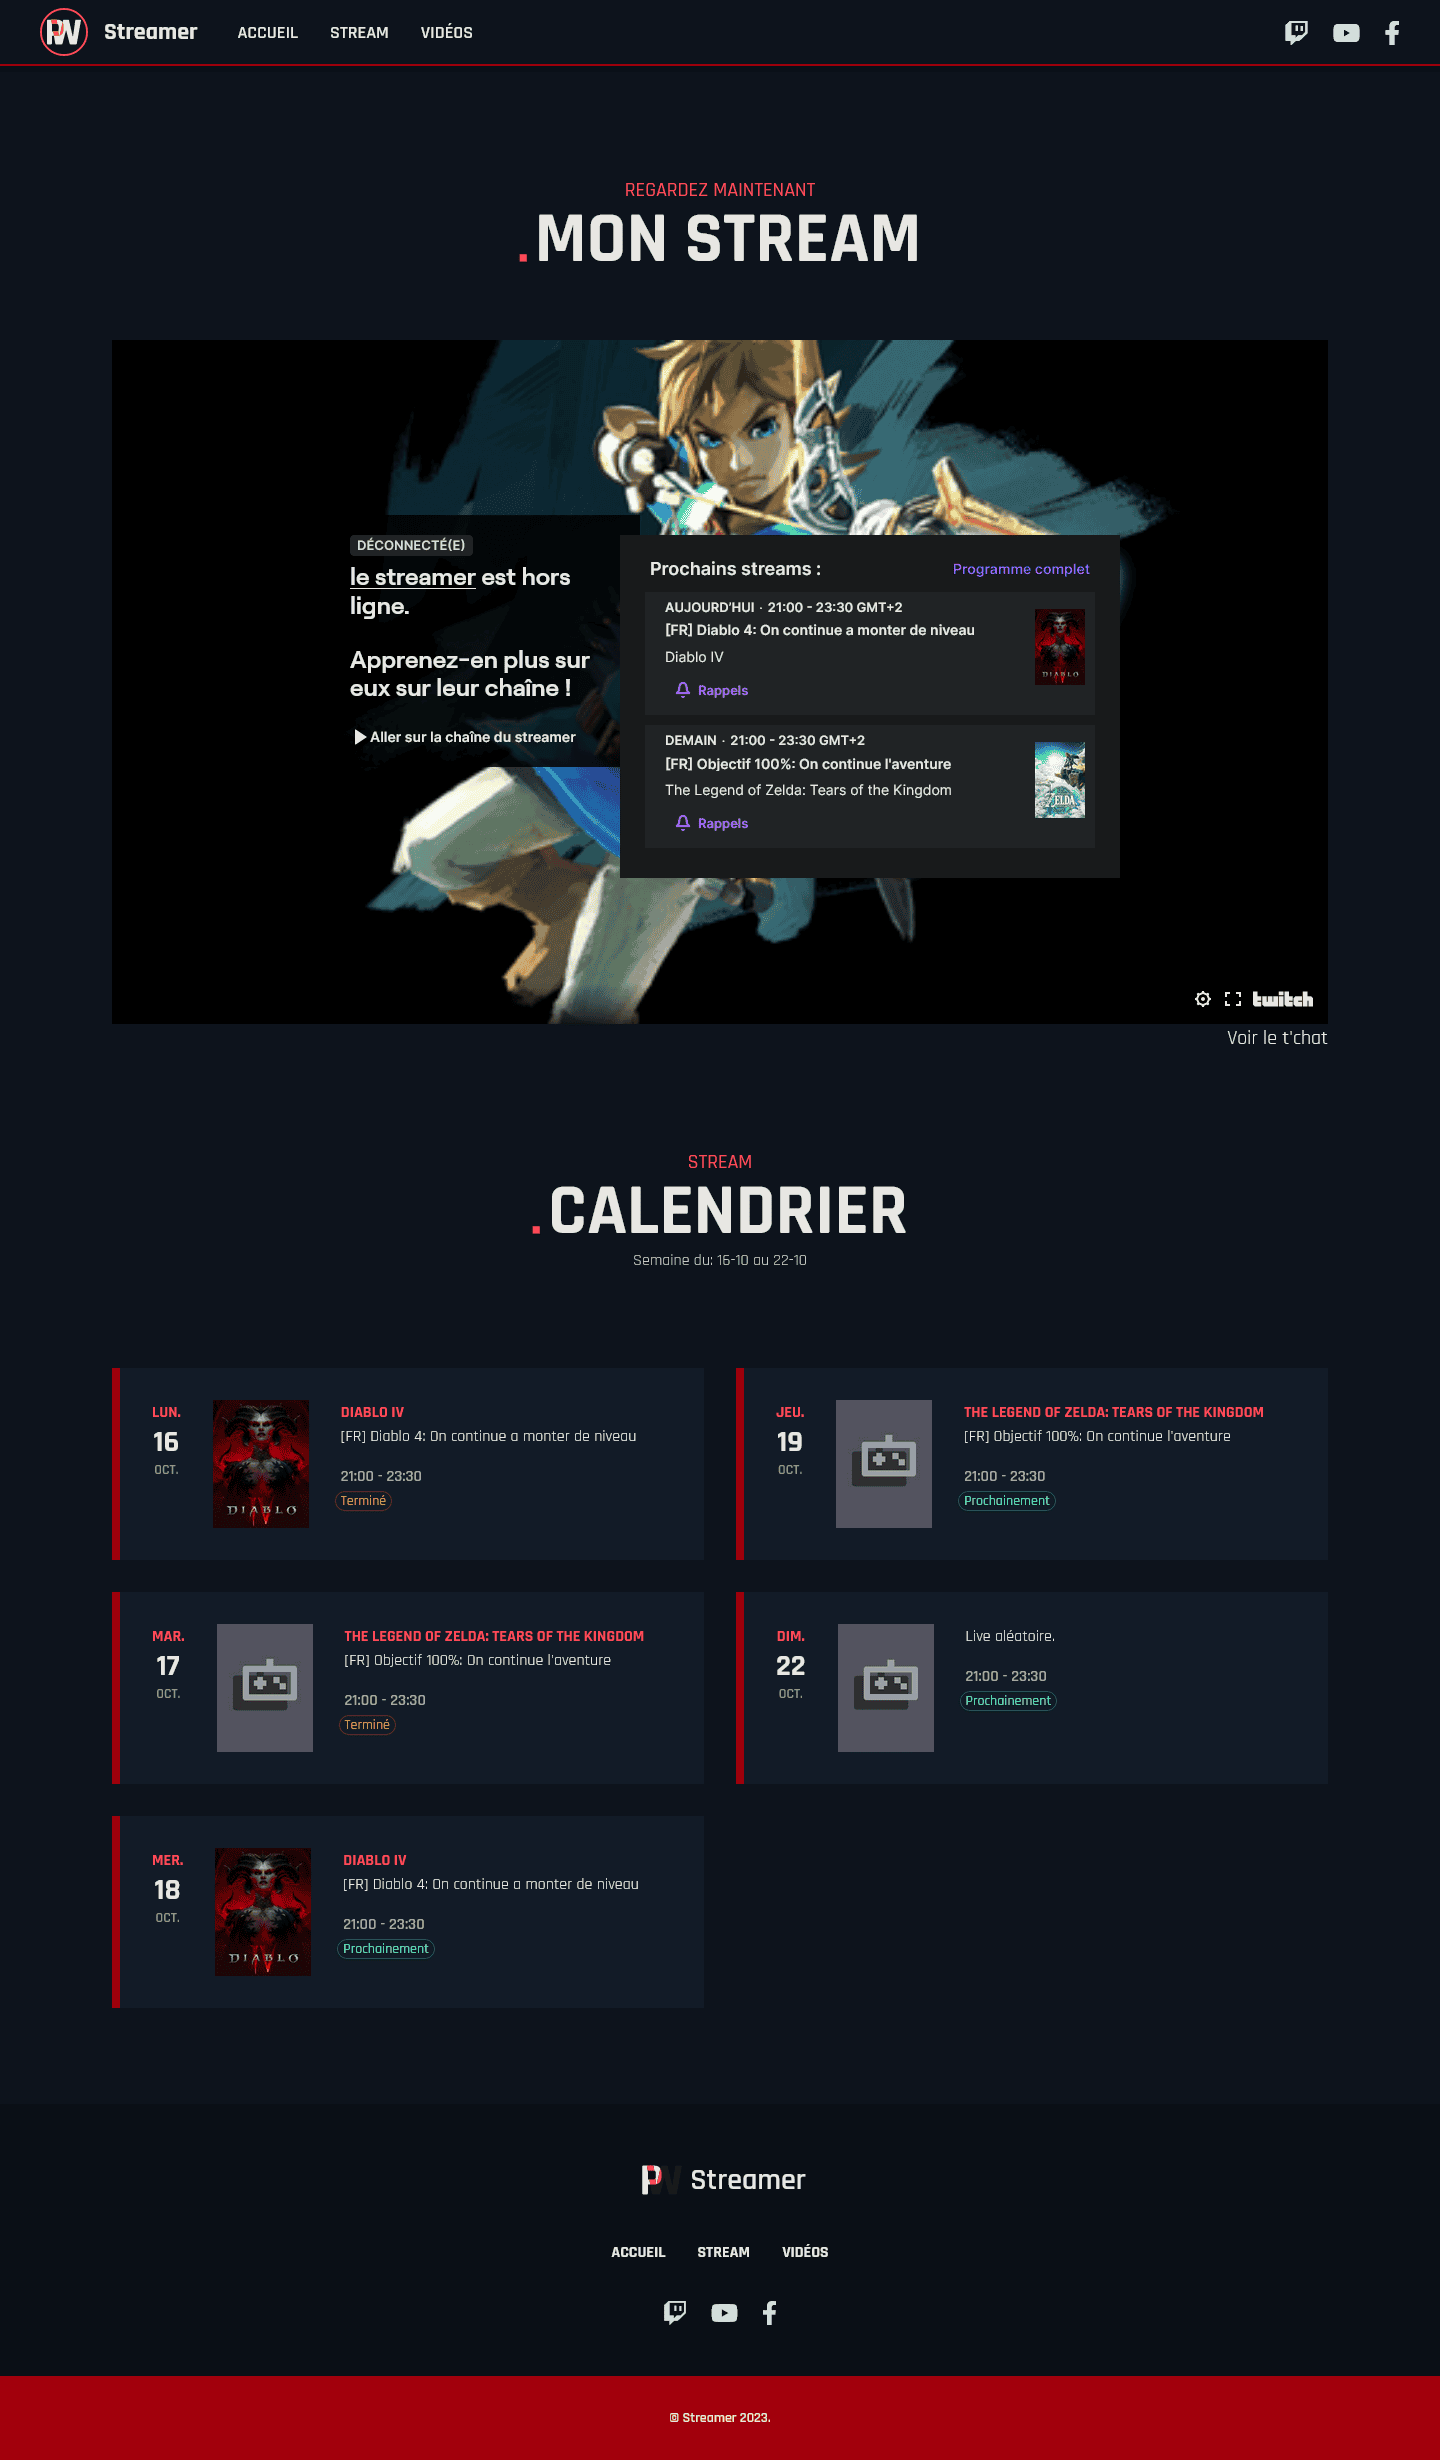 PW Streamer ACCUEIL STREAM VIDÉOS
REGARDEZ MAINTENANT
.MON STREAM
DÉCONNECTÉ(E)
le streamer est hors
ligne.
Apprenez-en plus sur
eux sur leur chaîne !
Aller sur la chaîne du streamer
Prochains streams : Programme complet
AUJOURD'HUI · 21:00 - 23:30 GMT+2
[FR] Diablo 4: On continue a monter de niveau
Diablo IV
Rappels
DIABLO
DEMAIN · 21:00 - 23:30 GMT+2
[FR] Objectif 100%: On continue l'aventure
The Legend of Zelda: Tears of the Kingdom
Rappels
ZELDA
twitch
Voir le t'chat
STREAM
.CALENDRIER
Semaine du: 16-10 au 22-10
LUN.
16
OCT.
DIABLO IV
DIABLO IV
[FR] Diablo 4: On continue a monter de niveau
21:00 - 23:30
Terminé
JEU.
19
OCT.
THE LEGEND OF ZELDA: TEARS OF THE KINGDOM
[FR] Objectif 100%: On continue l'aventure
21:00 - 23:30
Prochainement
MAR.
17
OCT.
THE LEGEND OF ZELDA: TEARS OF THE KINGDOM
[FR] Objectif 100%: On continue l'aventure
21:00 - 23:30
Terminé
DIM.
22
OCT.
Live aléatoire.
21:00 - 23:30
Prochainement
MER.
18
OCT.
DIABLO IV
DIABLO IV
[FR] Diablo 4: On continue a monter de niveau
21:00 - 23:30
Prochainement
PW Streamer
ACCUEIL STREAM VIDÉOS
© Streamer 2023.